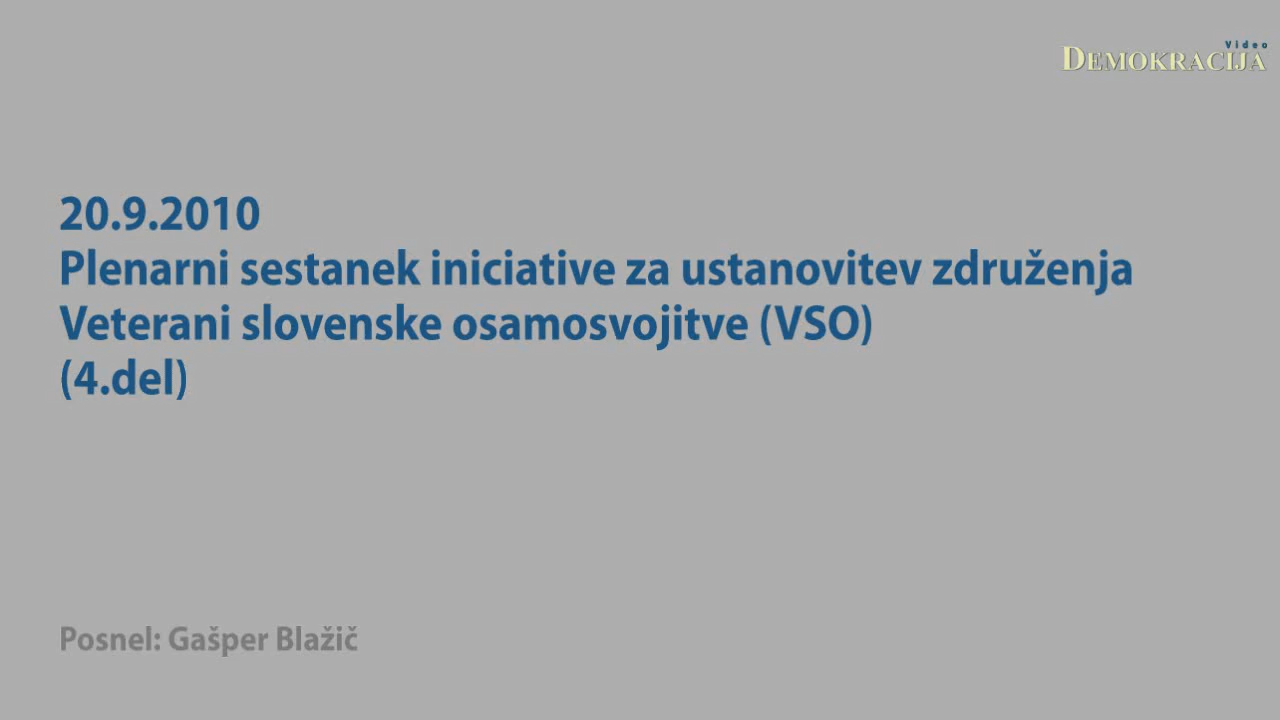 Video
DEMOKRACIJA
20.9.2010
Plenarni sestanek iniciative za ustanovitev združenja
Veterani slovenske osamosvojitve (VSO)
(4.del)
Posnel: Gašper Blažič